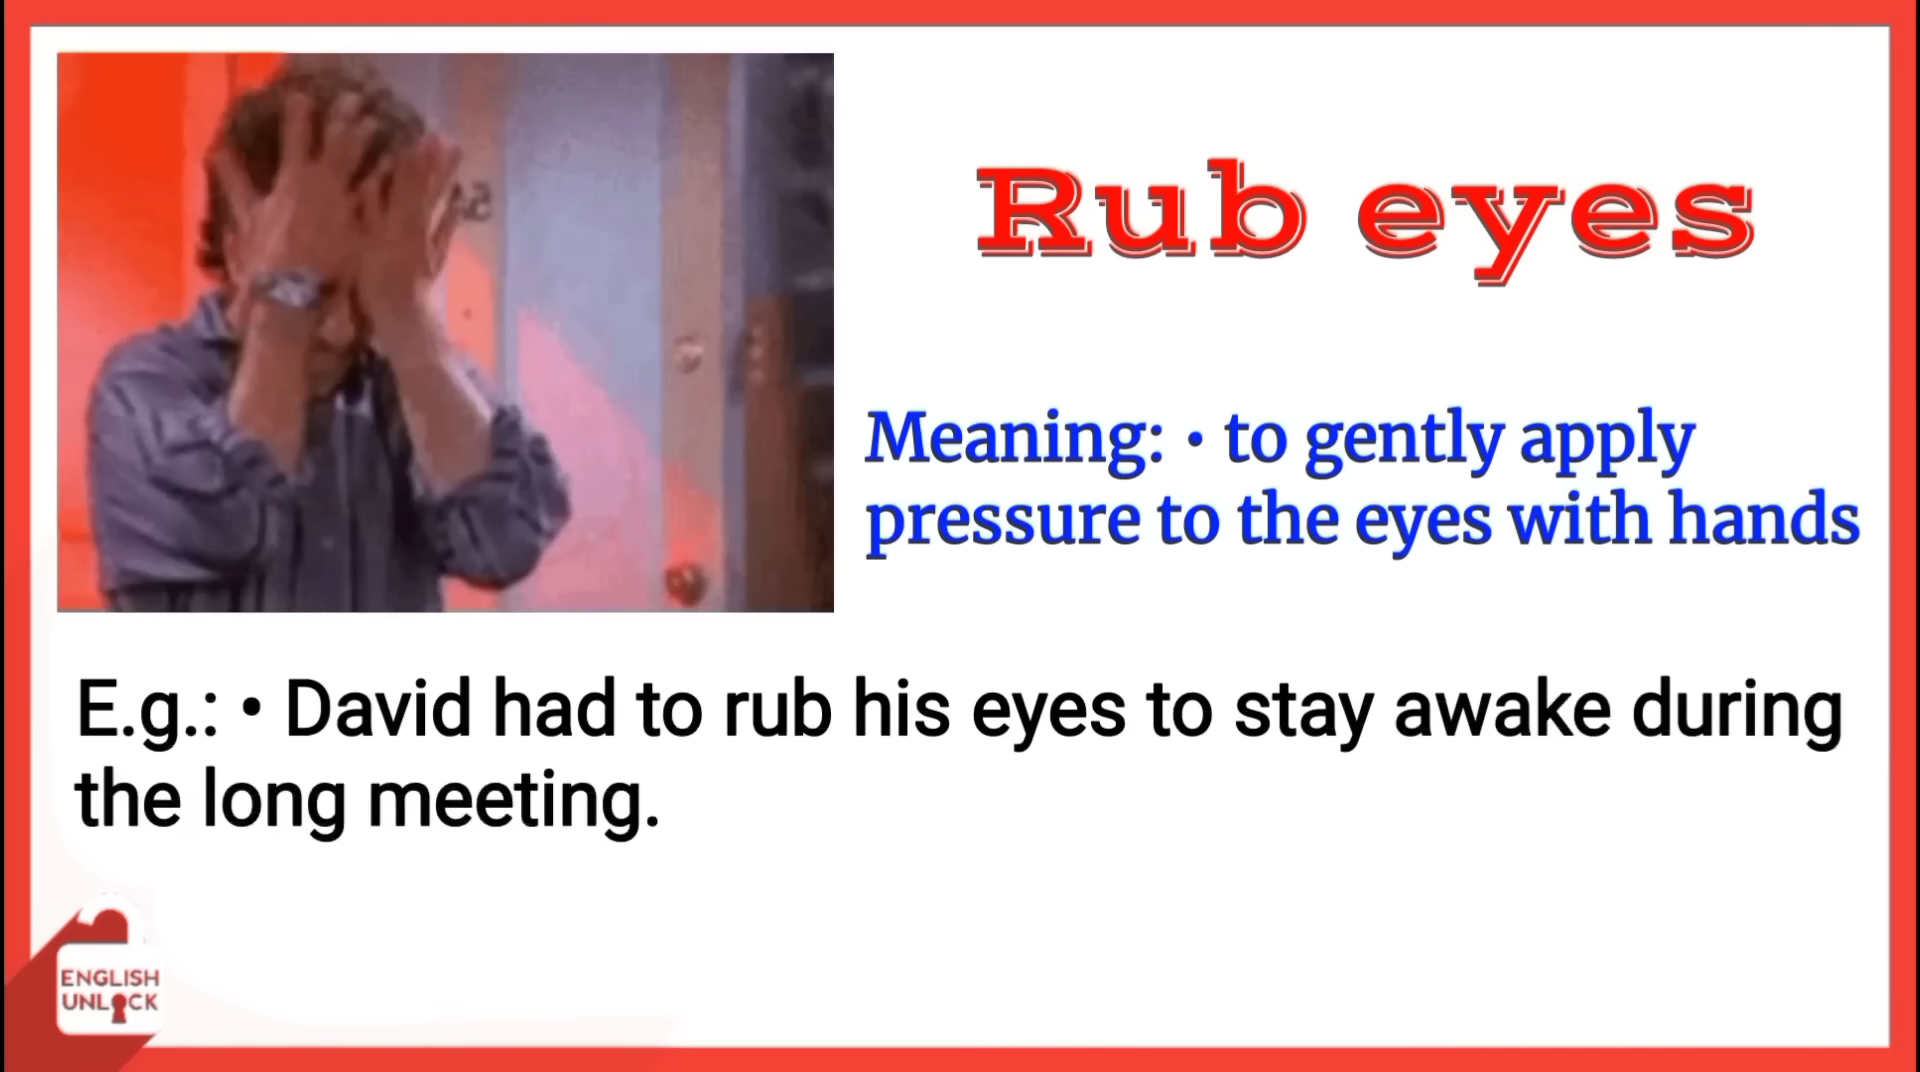 Rub eyes
Meaning: • to gently apply
pressure to the eyes with hands
E.g.: • David had to rub his eyes to stay awake during
the long meeting.
ENGLISH
UNLOCK